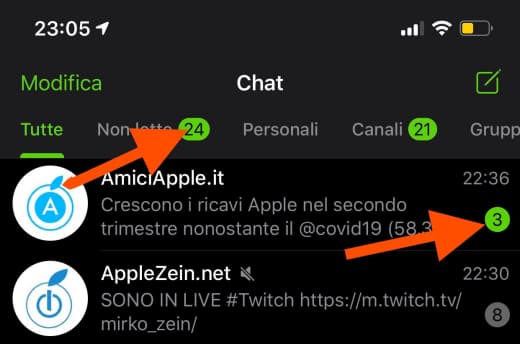 23:05
Modifica Chat
Tutte Non lette 24 Personali Canali 21 Grupp
AmiciApple.it 22:36
Crescono i ricavi Apple nel secondo
trimestre nonostante il @covid19 (58.3 3
AppleZein.net 22:30
SONO IN LIVE #Twitch https://m.twitch.tv/
mirko_zein/ 8
A